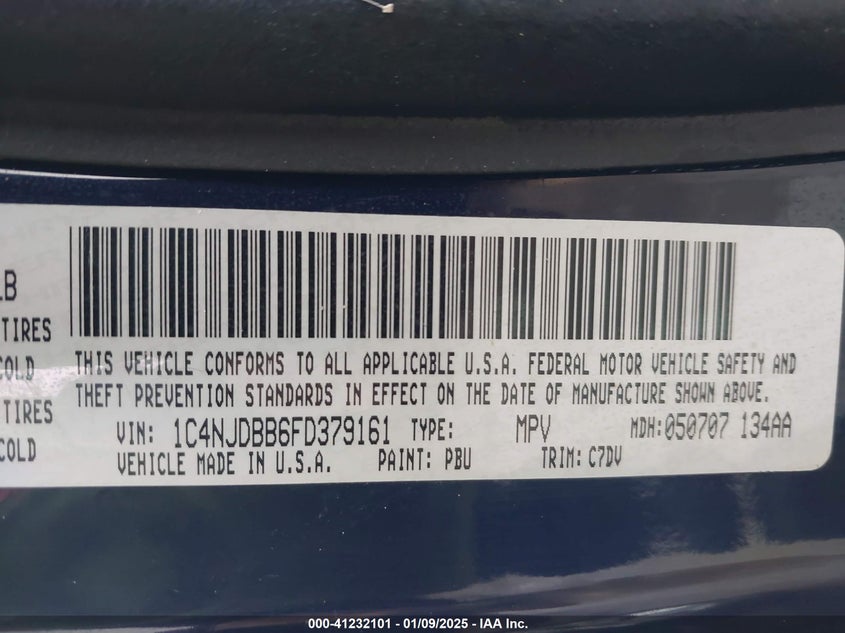 LB
TIRES
COLD
TIRES
COLD
THIS VEHICLE CONFORMS TO ALL APPLICABLE U.S.A. FEDERAL MOTOR VEHICLE SAFETY AND
THEFT PREVENTION STANDARDS IN EFFECT ON THE DATE OF MANUFACTURE SHOWN ABOVE.
VIN: 1C4NJDBB6FD379161 TYPE: MPV MDH:050707 134AA
VEHICLE MADE IN U.S.A. PAINT: PBU TRIM: C7DV
000-41232101 - 01/09/2025 - IAA Inc.